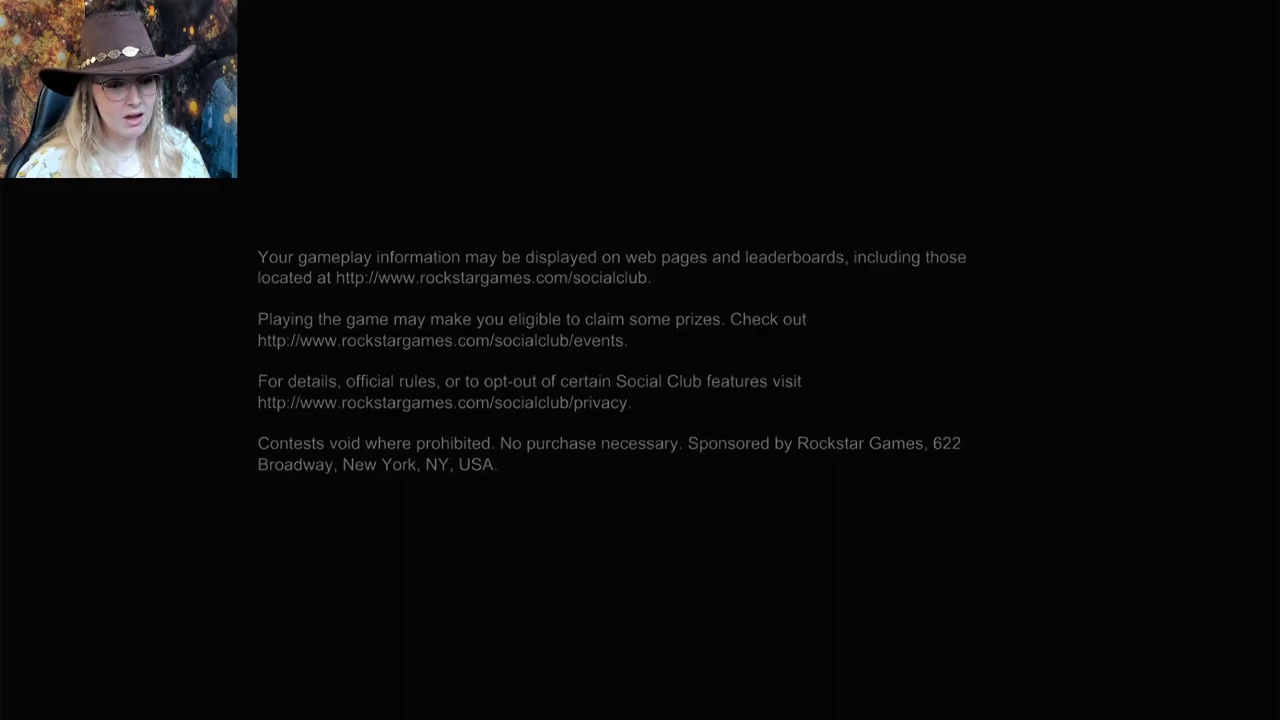 Your gameplay information may be displayed on web pages and leaderboards, including those
located at http://www.rockstargames.com/socialclub.
Playing the game may make you eligible to claim some prizes. Check out
http://www.rockstargames.com/socialclub/events.
For details, official rules, or to opt-out of certain Social Club features visit
http://www.rockstargames.com/socialclub/privacy.
Contests void where prohibited. No purchase necessary. Sponsored by Rockstar Games, 622
Broadway, New York, NY, USA.